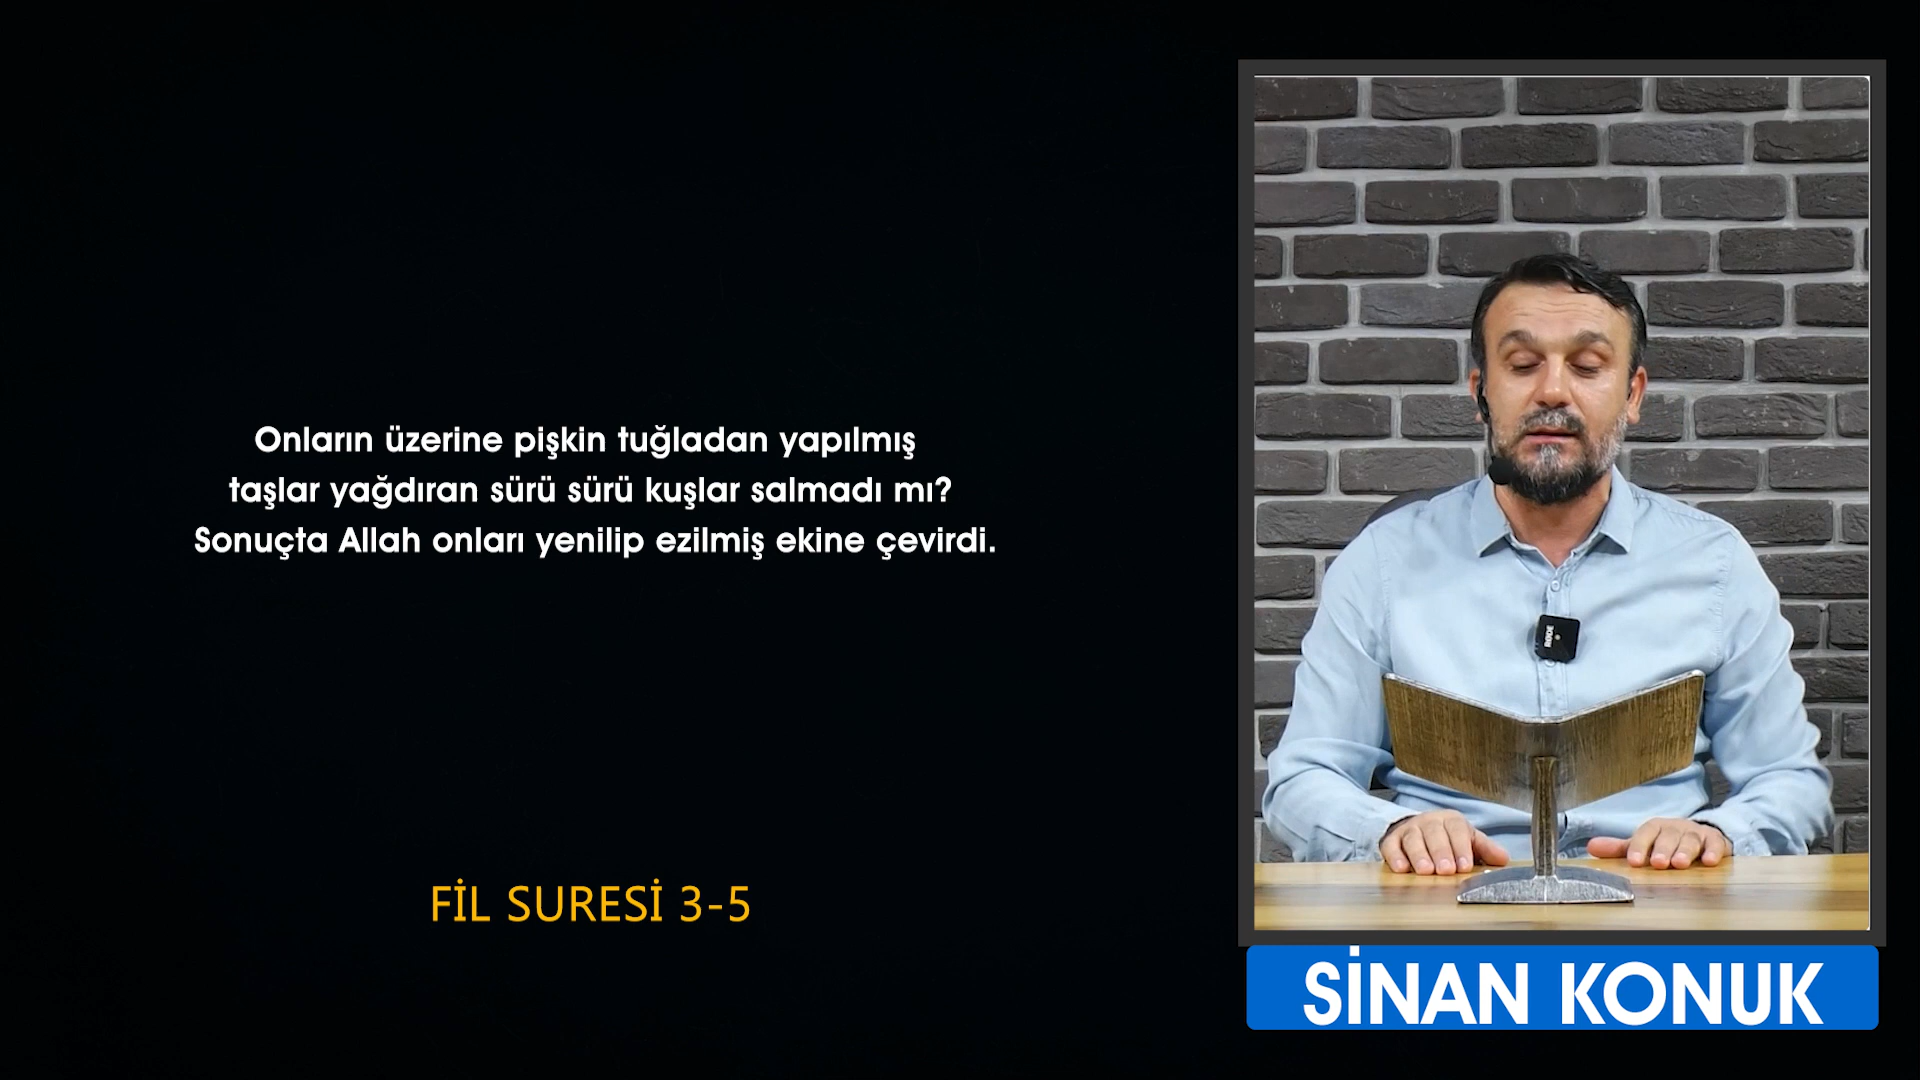 Onların üzerine pişkin tuğladan yapılmış
taşlar yağdıran sürü sürü kuşlar salmadı mı?
Sonuçta Allah onları yenilip ezilmiş ekine çevirdi.
FİL SURESİ 3-5
RØDE
SİNAN KONUK